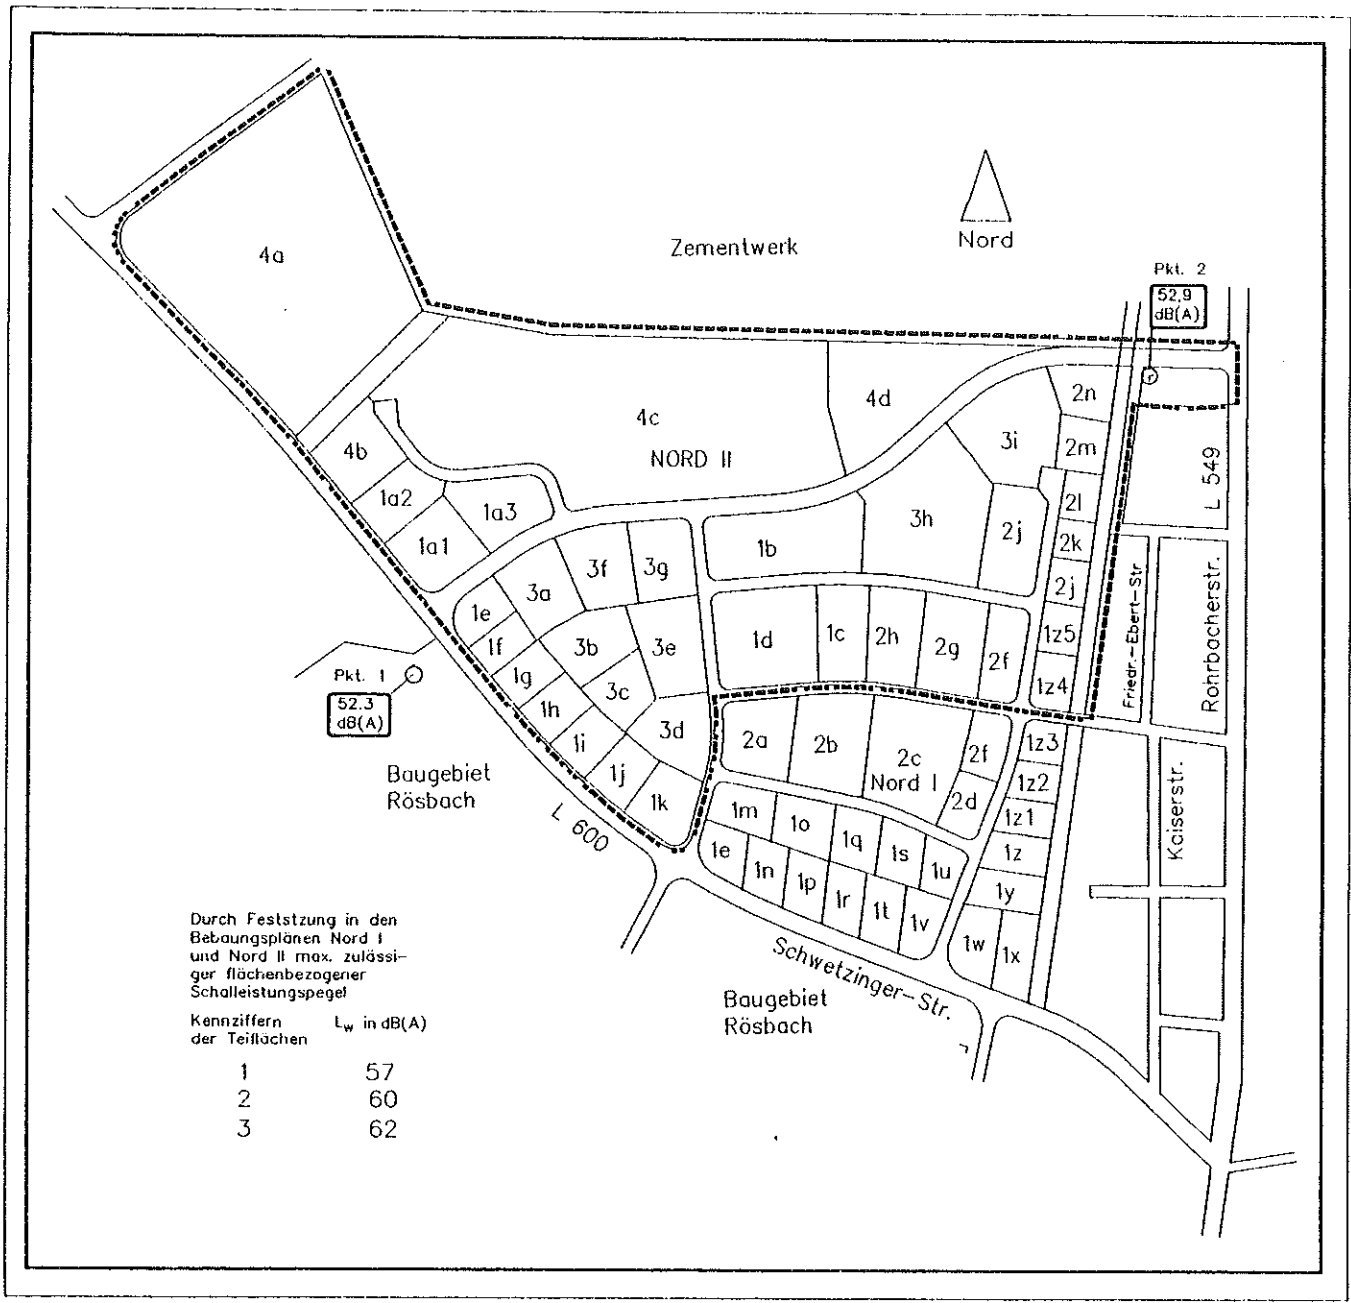 4a
Zementwerk
Nord
Pkt. 2
52,9
dB(A)
4d
2n
4c
3i
NORD II
4b
2m
L 549
1a2
1a3
2l
3h
2j
1a1
1b
2k
3f
3g
3a
2j
1e
Friedr.-Ebert-Str
Rohrbacherstr.
1d
1c
2h
1z5
1f
3b
3e
2g
2f
1g
Pkt. 1
3c
1z4
52.3
dB(A)
1h
3d
2a
2b
1i
2c
2f
1z3
Baugebiet
Rösbach
1j
Nord I
1z2
1k
2d
1m
1z1
L 600
1o
1q
1s
1z
Kaiserstr.
1e
1n
1p
1r
1t
1u
1y
1v
1w
1x
Durch Feststzung in den
Bebaungsplänen Nord I
und Nord II max. zulässi-
ger flächenbezogener
Schalleistungspegel
Schwetzinger-Str.
Baugebiet
Rösbach
Kennziffern
der Teilflächen
Lw in dB(A)
1 57
2 60
3 62